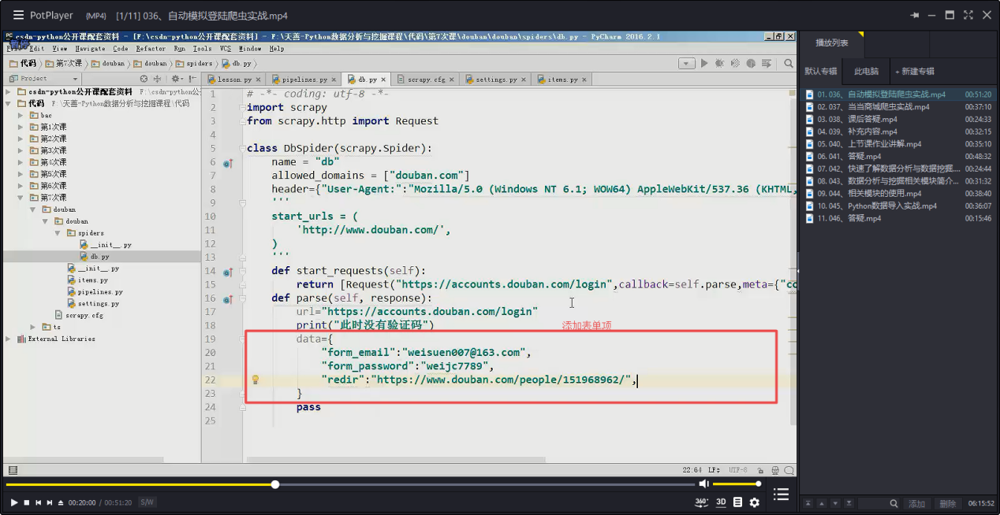 PotPlayer (MP4) [1/11] 036、自动模拟登陆爬虫实战.mp4
csdn-python公开课配套资料 - [F:\csdn-python公开课配套资料] - F:\天善-Python数据分析与挖掘课程\代码\第7次课\douban\douban\spiders\db.py - PyCharm 2016.2.1
Edit View Navigate Code Refactor Run Tools VCS Window Help
代码 第7次课 douban douban spiders db.py
Project
lesson.py pipelines.py db.py scrapy.cfg settings.py items.py
csdn-python公开课配套资料 F:\csdn-python公
代码 F:\天善-Python数据分析与挖掘课程\代码
bac
第1次课
第2次课
第3次课
第4次课
第5次课
第6次课
第7次课
douban
douban
spiders
__init__.py
db.py
__init__.py
items.py
pipelines.py
settings.py
scrapy.cfg
ts
External Libraries
1 # -*- coding: utf-8 -*-
2 import scrapy
3 from scrapy.http import Request
4
5 class DbSpider(scrapy.Spider):
6 name = "db"
7 allowed_domains = ["douban.com"]
8 header={"User-Agent:":"Mozilla/5.0 (Windows NT 6.1; WOW64) AppleWebKit/537.36 (KHTML,
9 '''
10 start_urls = (
11 'http://www.douban.com/',
12 )
13 '''
14 def start_requests(self):
15 return [Request("https://accounts.douban.com/login",callback=self.parse,meta={"co
16 def parse(self, response):
17 url="https://accounts.douban.com/login"
18 print("此时没有验证码") 添加表单项
19 data={
20 "form_email":"weisuen007@163.com",
21 "form_password":"weijc7789",
22 "redir":"https://www.douban.com/people/151968962/",
23 }
24 pass
25
22:64 LF÷ UTF-8
00:20:00 / 00:51:20 S/W
360° 3D
播放列表
默认专辑 此电脑 + 新建专辑
01. 036、自动模拟登陆爬虫实战.mp4 00:51:20
02. 037、当当商城爬虫实战.mp4 00:37:10
03. 038、课后答疑.mp4 00:24:33
04. 039、补充内容.mp4 00:32:15
05. 040、上节课作业讲解.mp4 00:35:10
06. 041、答疑.mp4 00:48:32
07. 042、快速了解数据分析与数据挖掘.... 00:24:44
08. 043、数据分析与挖掘相关模块简介... 00:31:32
09. 044、相关模块的使用.mp4 00:38:40
10. 045、Python数据导入实战.mp4 00:36:07
11. 046、答疑.mp4 00:15:46
添加 删除 06:15:52